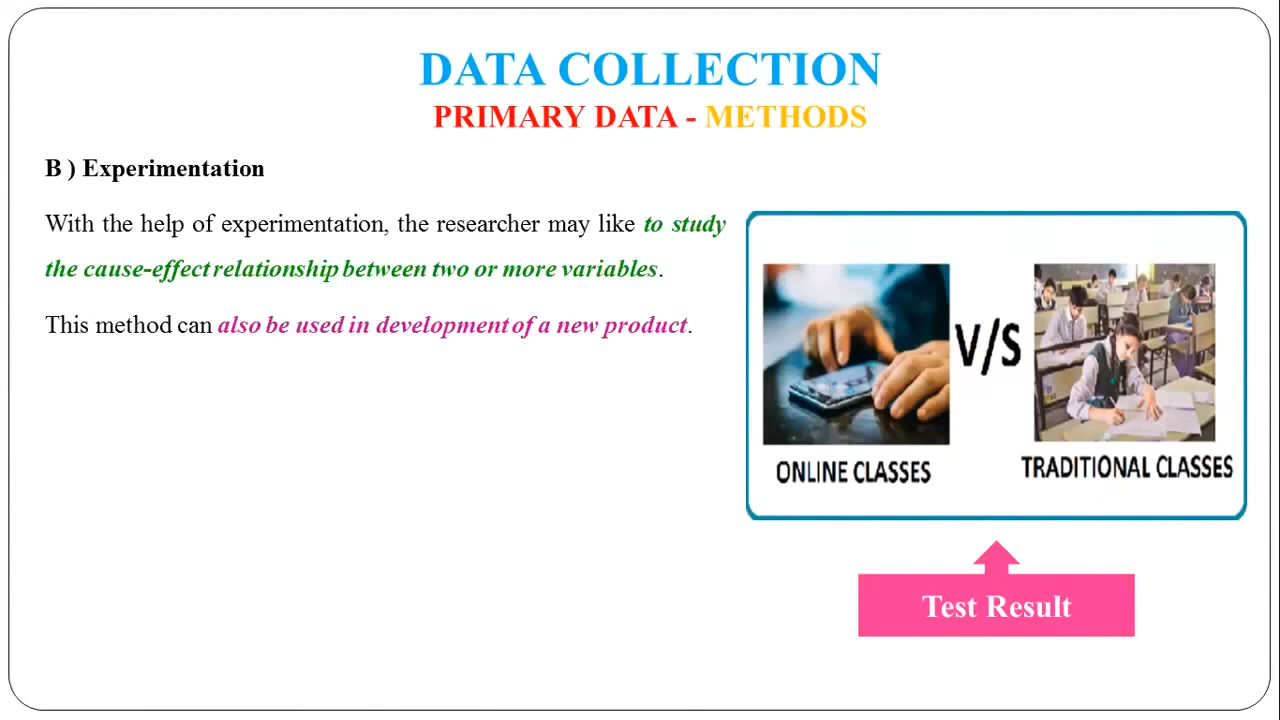 DATA COLLECTION
PRIMARY DATA - METHODS
B ) Experimentation
With the help of experimentation, the researcher may like to study
the cause-effect relationship between two or more variables.
This method can also be used in development of a new product.
V/S
ONLINE CLASSES
TRADITIONAL CLASSES
Test Result